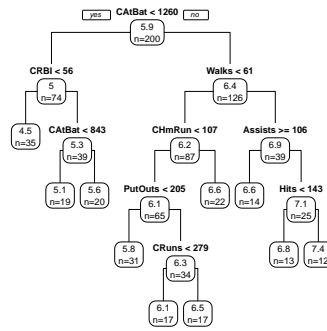 CAtBat < 1260
yes
no
5.9
n=200
CRBI < 56
Walks < 61
5
n=74
6.4
n=126
CAtBat < 843
CHmRun < 107
Assists >= 106
4.5
n=35
5.3
n=39
6.2
n=87
6.9
n=39
PutOuts < 205
Hits < 143
5.1
n=19
5.6
n=20
6.1
n=65
6.6
n=22
6.6
n=14
7.1
n=25
CRuns < 279
5.8
n=31
6.3
n=34
6.8
n=13
7.4
n=12
6.1
n=17
6.5
n=17